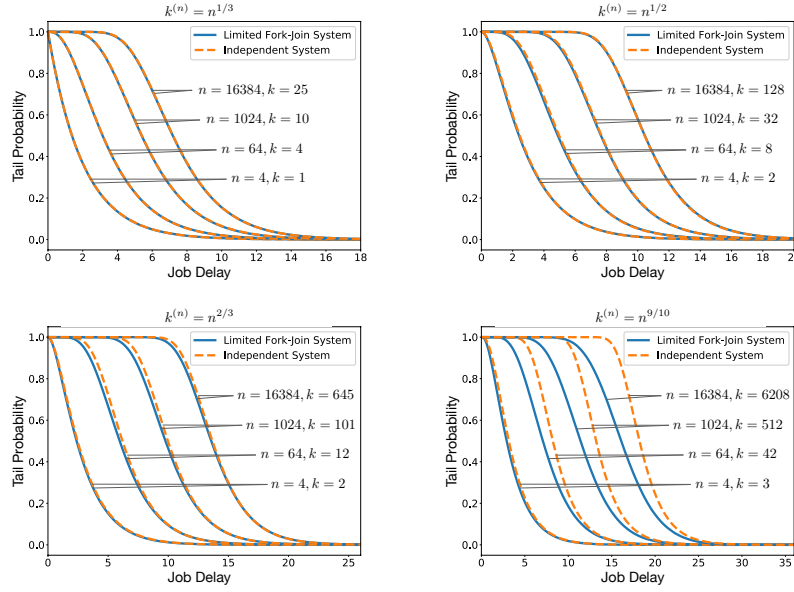 k^{(n)} = n^{1/3}
1.0
0.8
0.6
0.4
0.2
0.0
Tail Probability
Limited Fork-Join System
Independent System
n = 16384, k = 25
n = 1024, k = 10
n = 64, k = 4
n = 4, k = 1
0 2 4 6 8 10 12 14 16 18
Job Delay
k^{(n)} = n^{1/2}
1.0
0.8
0.6
0.4
0.2
0.0
Tail Probability
Limited Fork-Join System
Independent System
n = 16384, k = 128
n = 1024, k = 32
n = 64, k = 8
n = 4, k = 2
0 2 4 6 8 10 12 14 16 18 20
Job Delay
k^{(n)} = n^{2/3}
1.0
0.8
0.6
0.4
0.2
0.0
Tail Probability
Limited Fork-Join System
Independent System
n = 16384, k = 645
n = 1024, k = 101
n = 64, k = 12
n = 4, k = 2
0 5 10 15 20 25
Job Delay
k^{(n)} = n^{9/10}
1.0
0.8
0.6
0.4
0.2
0.0
Tail Probability
Limited Fork-Join System
Independent System
n = 16384, k = 6208
n = 1024, k = 512
n = 64, k = 42
n = 4, k = 3
0 5 10 15 20 25 30 35
Job Delay